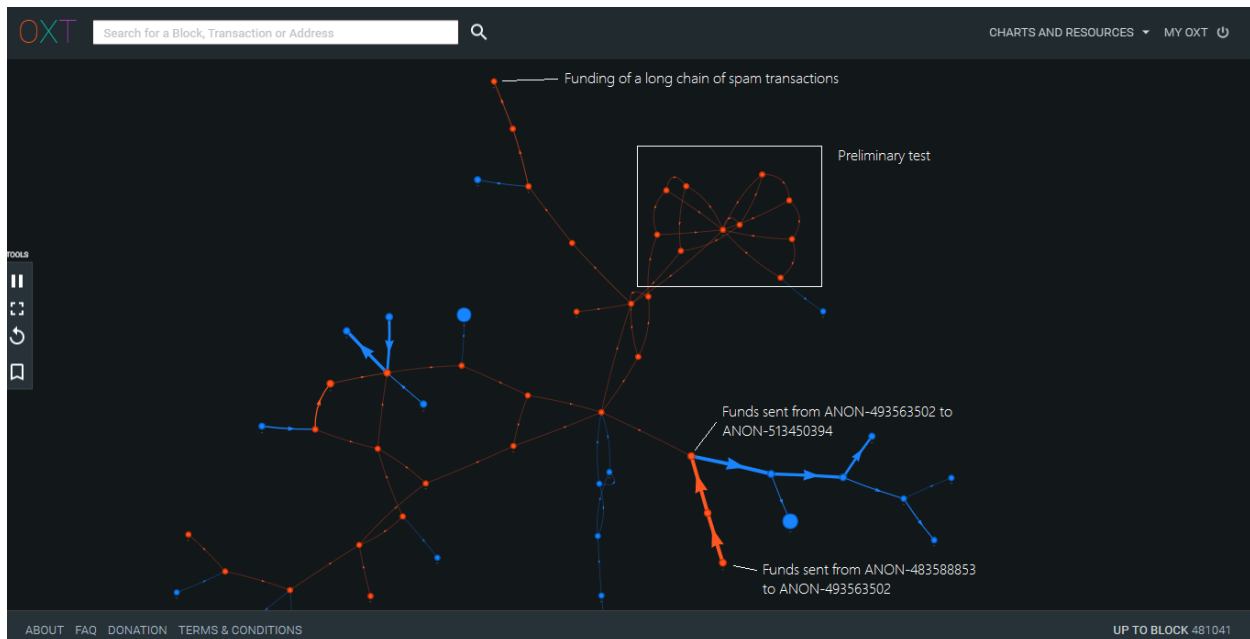 OXT
Search for a Block, Transaction or Address
CHARTS AND RESOURCES
MY OXT
Funding of a long chain of spam transactions
Preliminary test
TOOLS
Funds sent from ANON-493563502 to
ANON-513450394
Funds sent from ANON-483588853
to ANON-493563502
ABOUT FAQ DONATION TERMS & CONDITIONS
UP TO BLOCK 481041